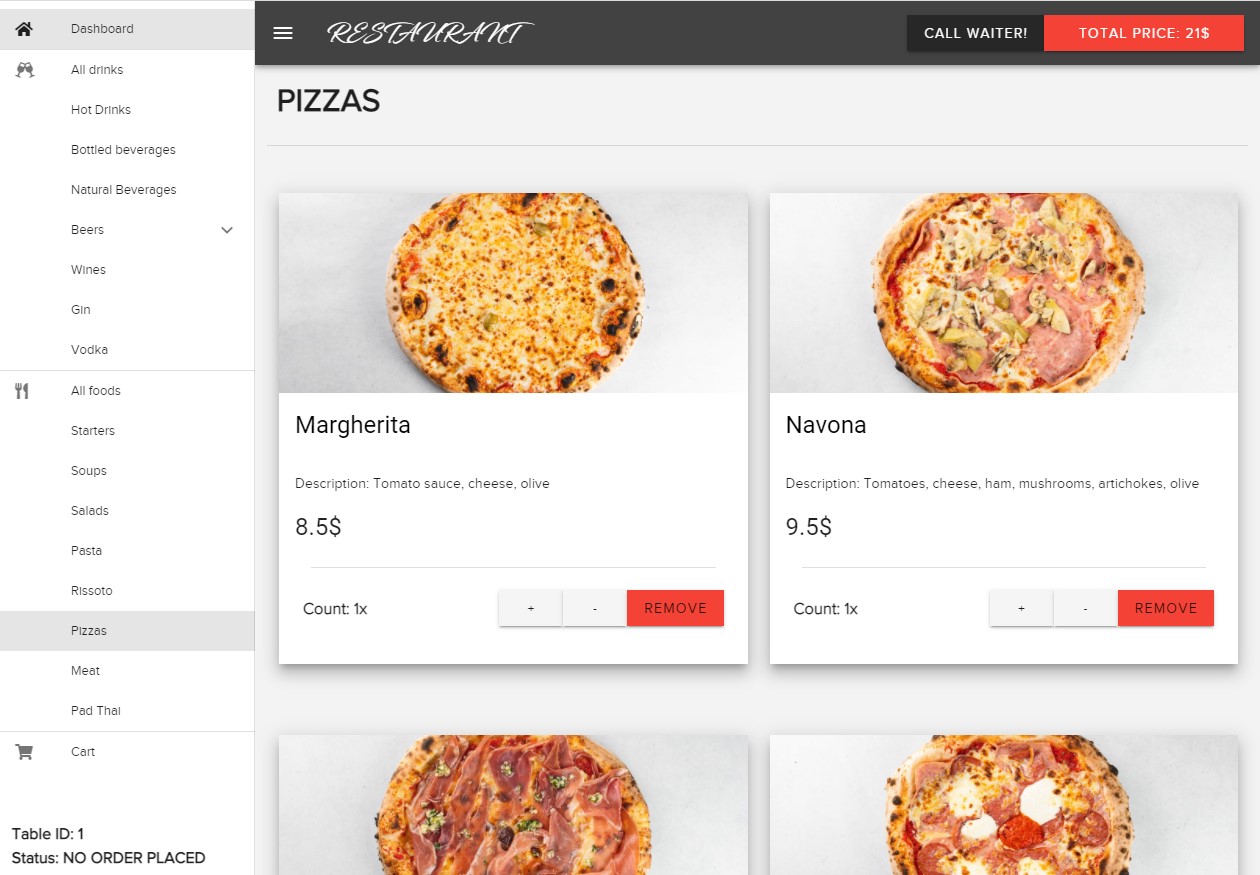 Dashboard
All drinks
Hot Drinks
Bottled beverages
Natural Beverages
Beers
Wines
Gin
Vodka
All foods
Starters
Soups
Salads
Pasta
Rissoto
Pizzas
Meat
Pad Thai
Cart
Table ID: 1
Status: NO ORDER PLACED
RESTAURANT
CALL WAITER!
TOTAL PRICE: 21$
PIZZAS
Margherita
Description: Tomato sauce, cheese, olive
8.5$
Count: 1x
+
-
REMOVE
Navona
Description: Tomatoes, cheese, ham, mushrooms, artichokes, olive
9.5$
Count: 1x
+
-
REMOVE